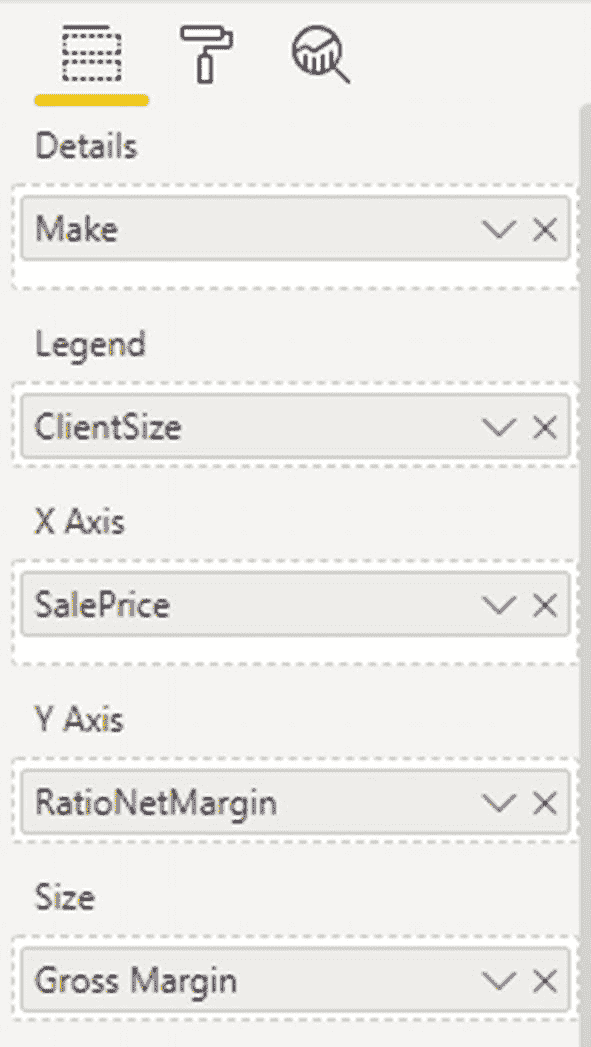 Details
Make
Legend
ClientSize
X Axis
SalePrice
Y Axis
RatioNetMargin
Size
Gross Margin